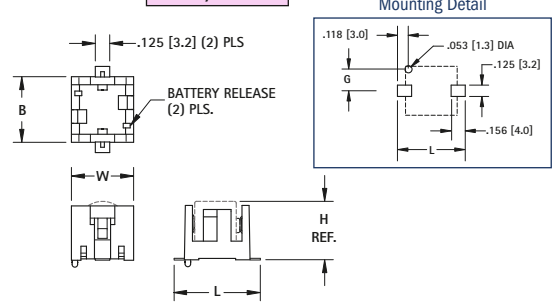 Mounting Detail
.125 [3.2] (2) PLS
B
BATTERY RELEASE
(2) PLS.
W
H
REF.
L
.118 [3.0]
.053 [1.3] DIA
G
.125 [3.2]
.156 [4.0]
L